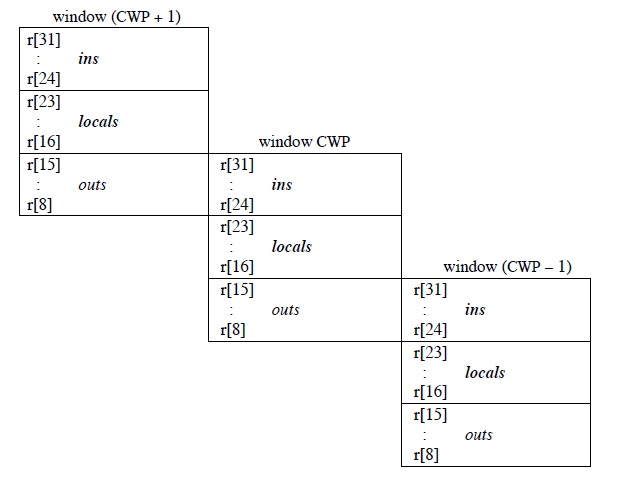 window (CWP + 1)
r[31]
: ins
r[24]
r[23]
: locals
r[16]
window CWP
r[15]
: outs
r[8]
r[31]
: ins
r[24]
r[23]
: locals
r[16]
window (CWP – 1)
r[15]
: outs
r[8]
r[31]
: ins
r[24]
r[23]
: locals
r[16]
r[15]
: outs
r[8]